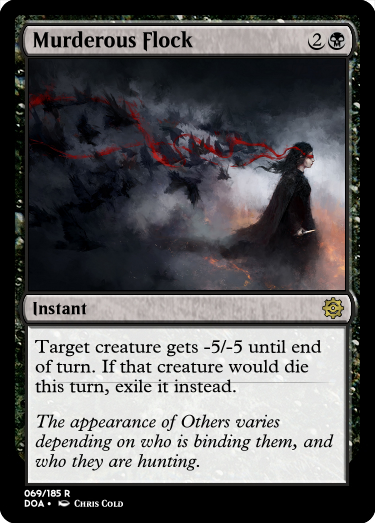 Murderous Flock 2
Instant
Target creature gets -5/-5 until end
of turn. If that creature would die
this turn, exile it instead.
The appearance of Others varies
depending on who is binding them, and
who they are hunting.
069/185 R
DOA • Chris Cold